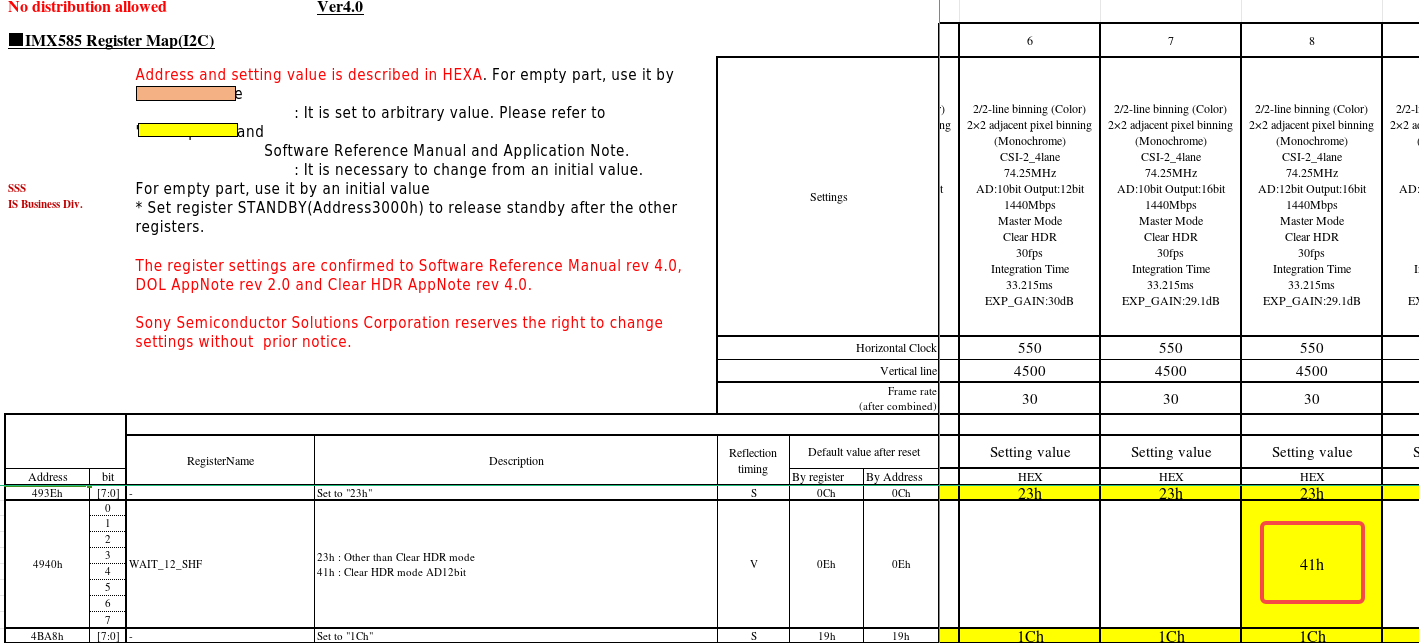 No distribution allowed Ver4.0
■IMX585 Register Map(I2C)
Address and setting value is described in HEXA. For empty part, use it by
: It is set to arbitrary value. Please refer to
and
Software Reference Manual and Application Note.
: It is necessary to change from an initial value.
SSS
IS Business Div.
For empty part, use it by an initial value
* Set register STANDBY(Address3000h) to release standby after the other
registers.
The register settings are confirmed to Software Reference Manual rev 4.0,
DOL AppNote rev 2.0 and Clear HDR AppNote rev 4.0.
Sony Semiconductor Solutions Corporation reserves the right to change
settings without  prior notice.
6 7 8
Settings
2/2-line binning (Color) 2/2-line binning (Color) 2/2-line binning (Color)
2×2 adjacent pixel binning 2×2 adjacent pixel binning 2×2 adjacent pixel binning
(Monochrome) (Monochrome) (Monochrome)
CSI-2_4lane CSI-2_4lane CSI-2_4lane
74.25MHz 74.25MHz 74.25MHz
AD:10bit Output:12bit AD:10bit Output:16bit AD:12bit Output:16bit
1440Mbps 1440Mbps 1440Mbps
Master Mode Master Mode Master Mode
Clear HDR Clear HDR Clear HDR
30fps 30fps 30fps
Integration Time Integration Time Integration Time
33.215ms 33.215ms 33.215ms
EXP_GAIN:30dB EXP_GAIN:29.1dB EXP_GAIN:29.1dB
Horizontal Clock 550 550 550
Vertical line 4500 4500 4500
Frame rate
(after combined) 30 30 30
Address bit RegisterName Description Reflection timing Default value after reset Setting value Setting value Setting value
By register By Address HEX HEX HEX
493Eh [7:0] - Set to "23h" S 0Ch 0Ch 23h 23h 23h
0
1
2
3
4
5
6
7
4940h WAIT_12_SHF
23h : Other than Clear HDR mode
41h : Clear HDR mode AD12bit
V 0Eh 0Eh 41h
4BA8h [7:0] - Set to "1Ch" S 19h 19h 1Ch 1Ch 1Ch